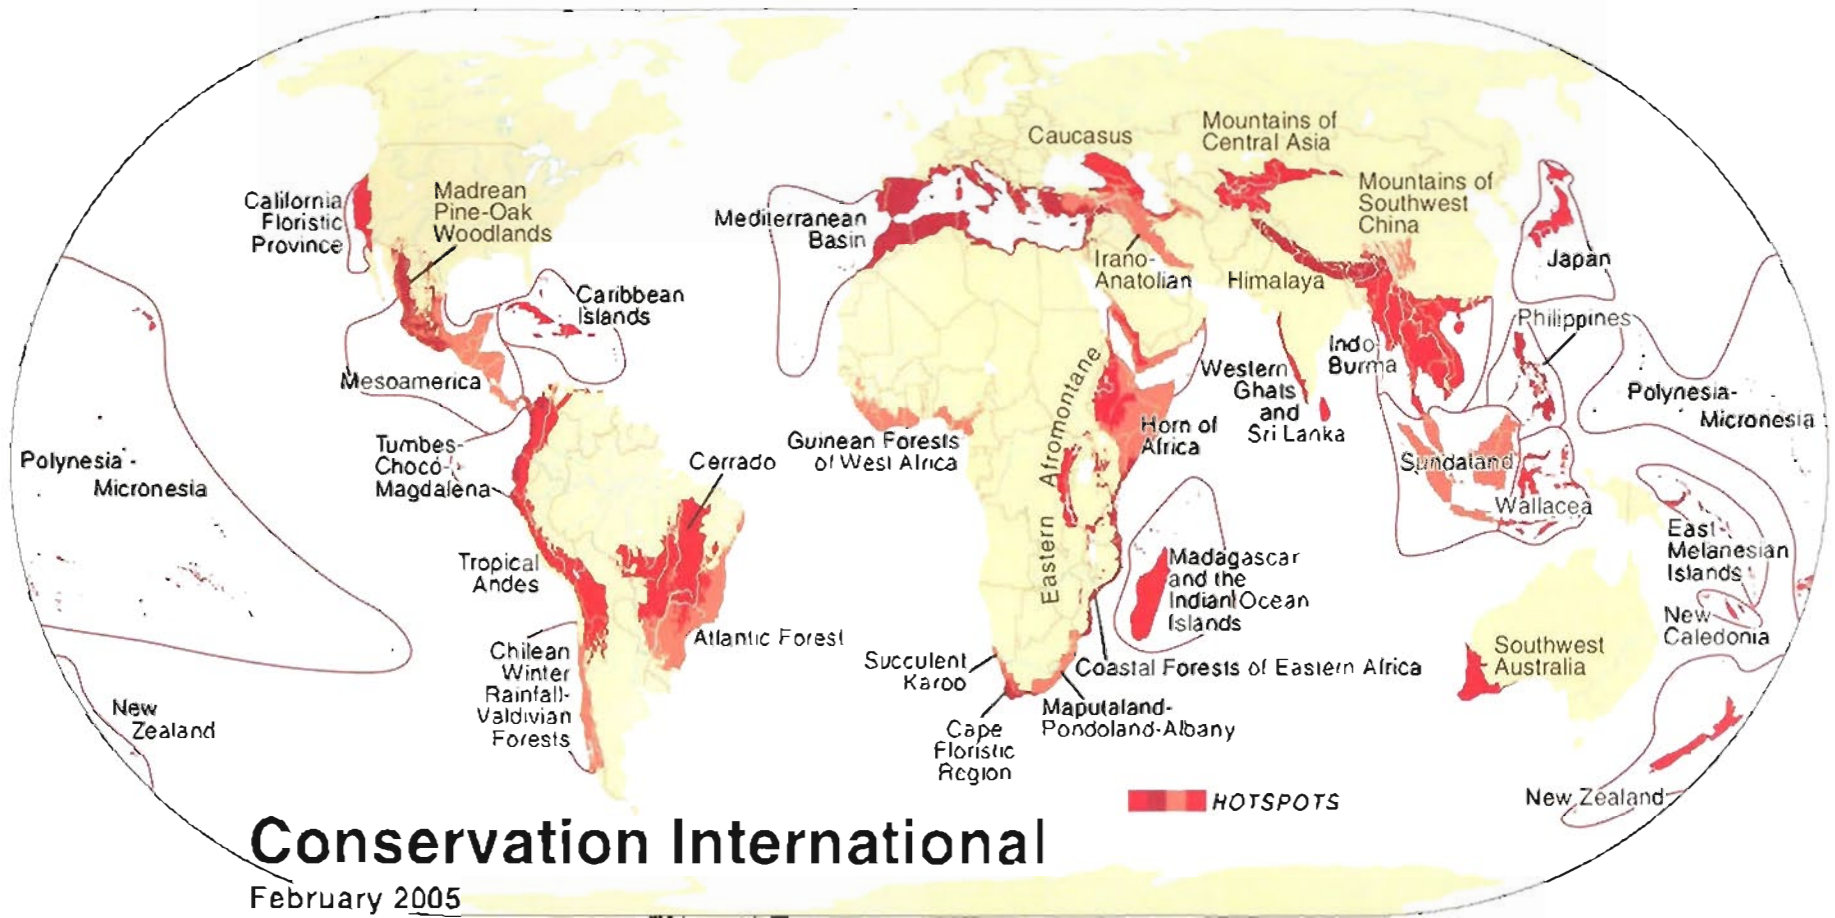 Caucasus
Mountains of
Central Asia
California
Floristic
Province
Madrean
Pine-Oak
Woodlands
Mediterranean
Basin
Irano-
Anatolian
Himalaya
Mountains of
Southwest
China
Japan
Caribbean
Islands
Philippines
Mesoamerica
Indo-
Burma
Western
Ghats
and
Sri Lanka
Polynesia-
Micronesia
Polynesia-
Micronesia
Tumbes-
Chocó-
Magdalena
Cerrado
Guinean Forests
of West Africa
Eastern Afromontane
Horn of
Africa
Sundaland
Wallacea
East
Melanesian
Islands
Tropical
Andes
Madagascar
and the
Indian Ocean
Islands
New
Caledonia
Atlantic Forest
Chilean
Winter
Rainfall-
Valdivian
Forests
Succulent
Karoo
Coastal Forests of Eastern Africa
Southwest
Australia
Maputaland-
Pondoland-Albany
Cape
Floristic
Region
New
Zealand
New Zealand
HOTSPOTS
Conservation International
February 2005